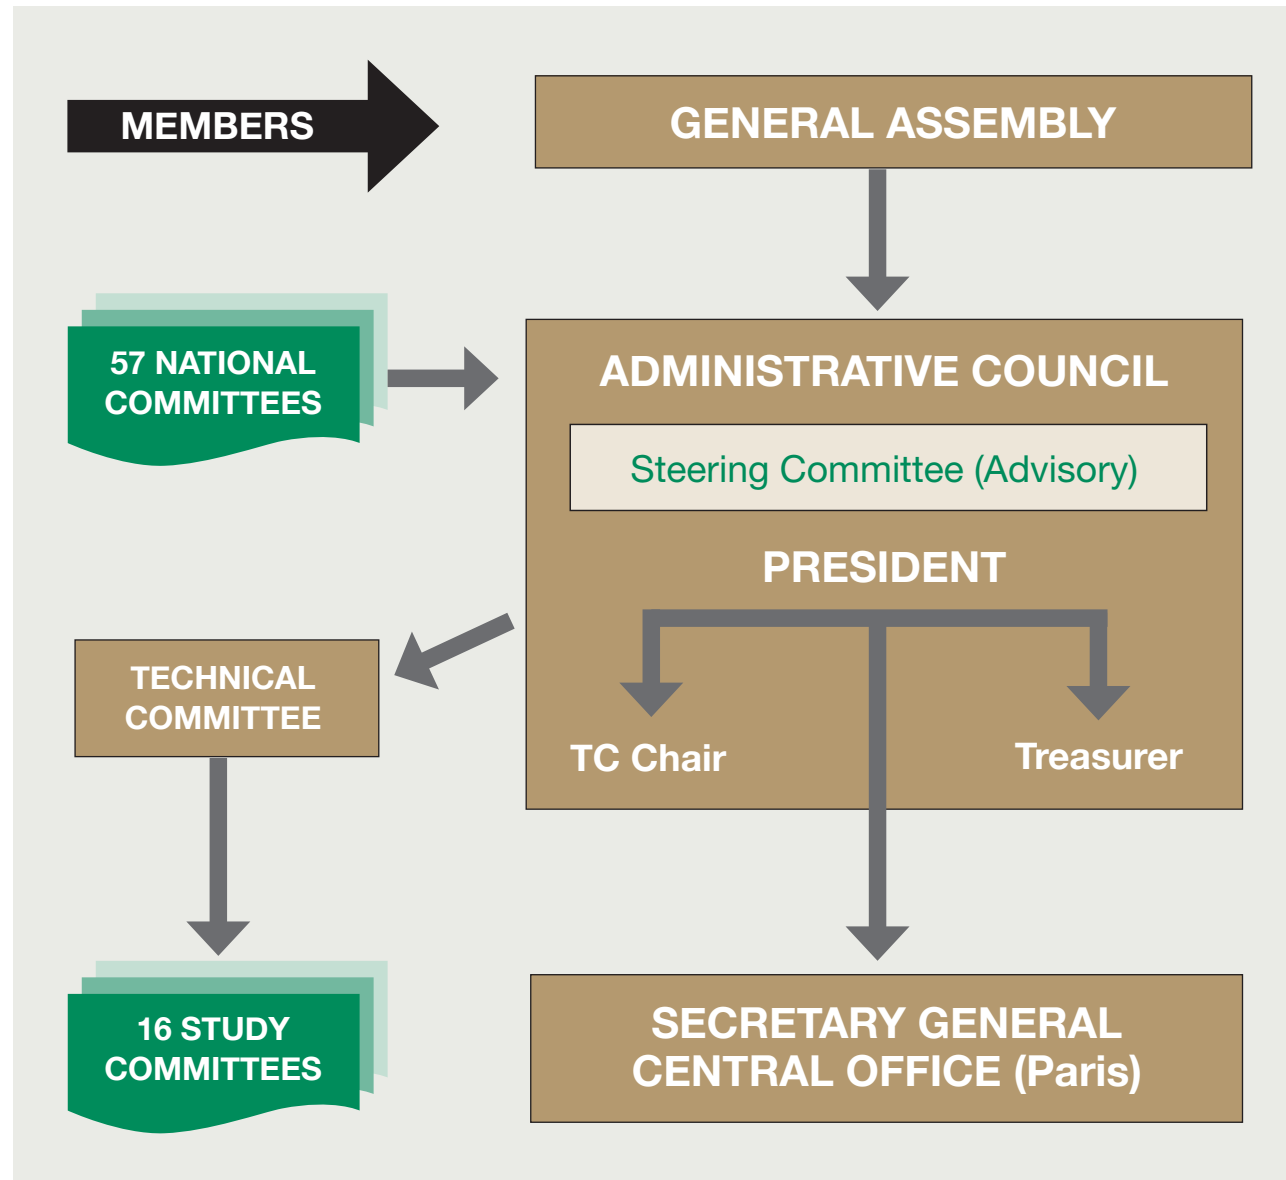 MEMBERS
GENERAL ASSEMBLY
57 NATIONAL
COMMITTEES
ADMINISTRATIVE COUNCIL
Steering Committee (Advisory)
PRESIDENT
TECHNICAL
COMMITTEE
TC Chair
Treasurer
16 STUDY
COMMITTEES
SECRETARY GENERAL
CENTRAL OFFICE (Paris)